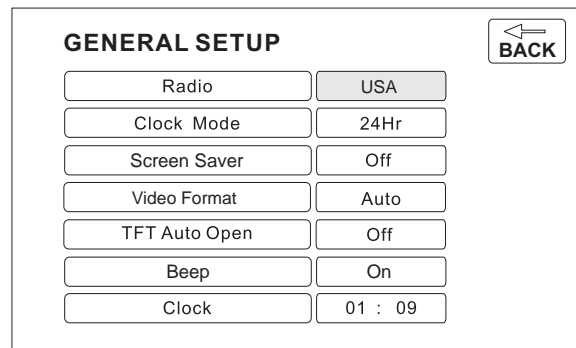 GENERAL SETUP
BACK
Radio USA
Clock Mode 24Hr
Screen Saver Off
Video Format Auto
TFT Auto Open Off
Beep On
Clock 01 : 09